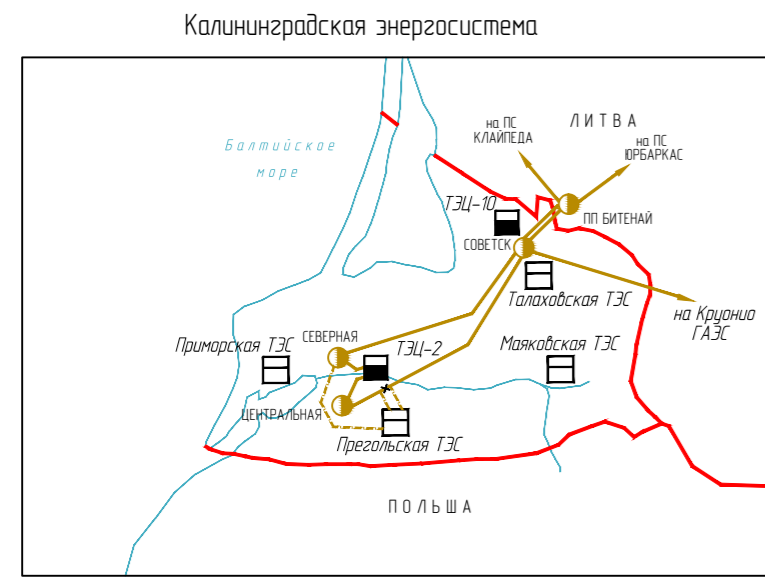 Калининградская энергосистема
Балтийское
море
на ПС
КЛАЙПЕДА
ЛИТВА
на ПС
ЮРБАРКАС
ТЭЦ-10
ПП БИТЕНАЙ
СОВЕТСК
Талаховская ТЭС
на Круонио
ГАЭС
СЕВЕРНАЯ
Приморская ТЭС
ТЭЦ-2
Маяковская ТЭС
ЦЕНТРАЛЬНАЯ
Прегольская ТЭС
ПОЛЬША